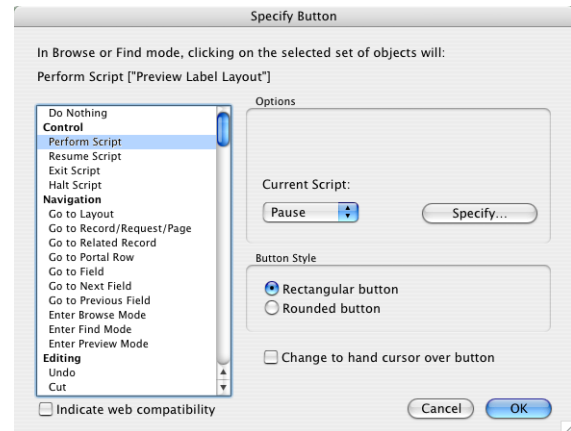 Specify Button
In Browse or Find mode, clicking on the selected set of objects will:
Perform Script ["Preview Label Layout"]
Do Nothing
Control
Perform Script
Resume Script
Exit Script
Halt Script
Navigation
Go to Layout
Go to Record/Request/Page
Go to Related Record
Go to Portal Row
Go to Field
Go to Next Field
Go to Previous Field
Enter Browse Mode
Enter Find Mode
Enter Preview Mode
Editing
Undo
Cut
Indicate web compatibility
Options
Current Script:
Pause
Specify...
Button Style
Rectangular button
Rounded button
Change to hand cursor over button
Cancel
OK